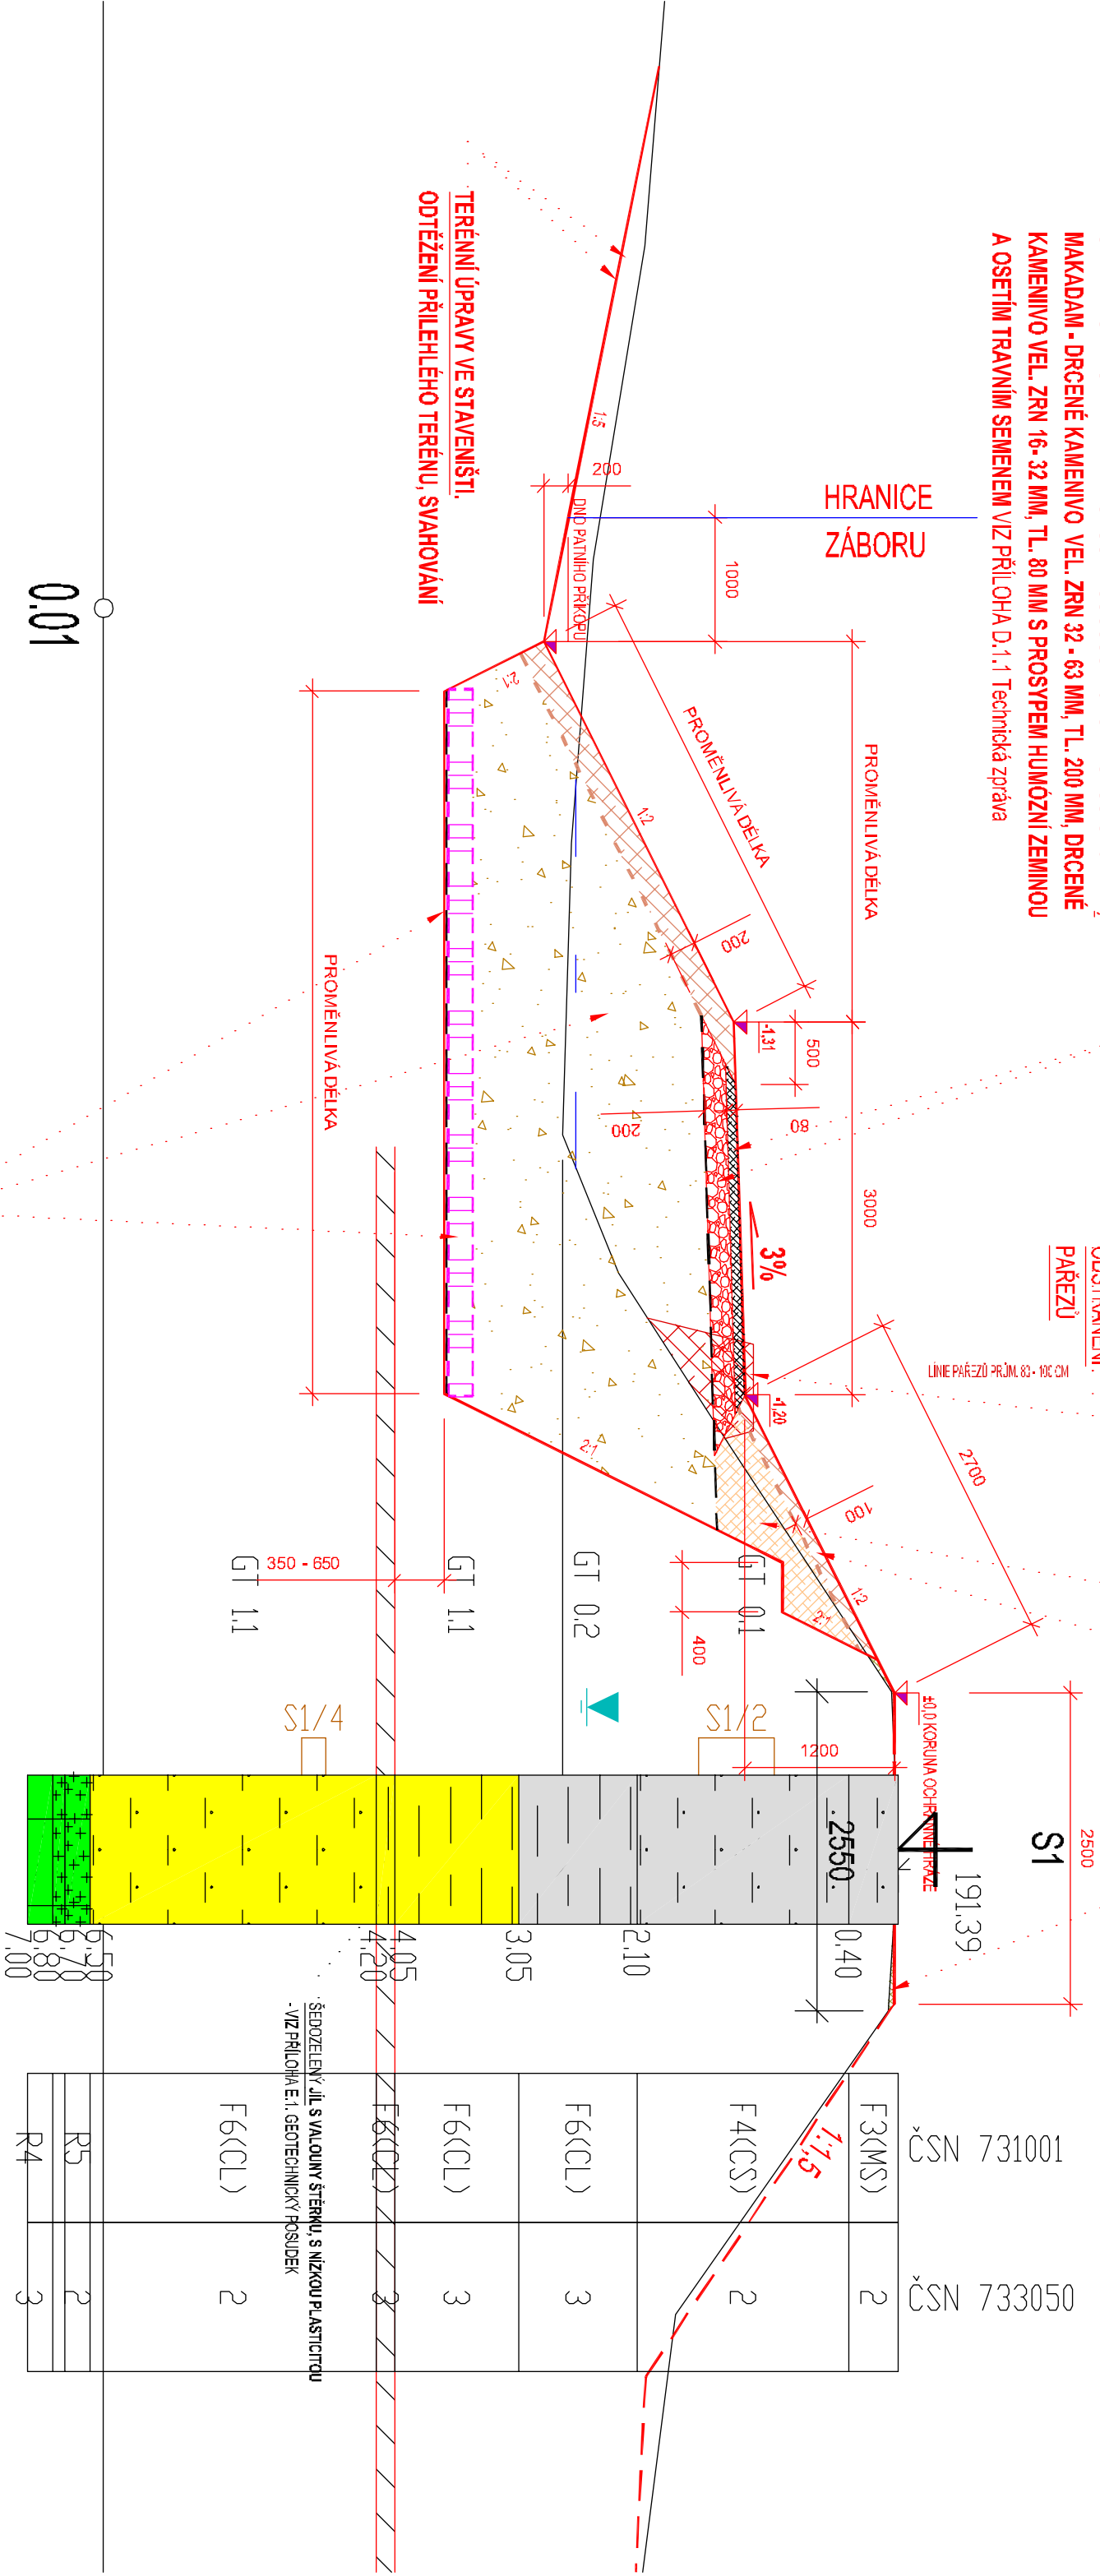 MAKADAM - DRCENÉ KAMENIVO VEL. ZRN 32 - 63 MM, TL. 200 MM, DRCENÉ
KAMENIVO VEL. ZRN 16- 32 MM, TL. 80 MM S PROSYPEM HUMÓZNÍ ZEMINOU
A OSETÍM TRAVNÍM SEMENEM VIZ PŘÍLOHA D.1.1 Technická zpráva
PAŘEZŮ
LÍNIE PAŘEZŮ PRŮM. 80 - 100 CM
HRANICE
ZÁBORU
1000
200
DNO PATNÍHO PŘÍKOPU
1:5
TERÉNNÍ ÚPRAVY VE STAVENIŠTI.
ODTĚŽENÍ PŘILEHLÉHO TERÉNU, SVAHOVÁNÍ
PROMĚNLIVÁ DÉLKA
PROMĚNLIVÁ DÉLKA
PROMĚNLIVÁ DÉLKA
2:1
1:2
200
-1,31
500
200
80
3000
3%
-1,20
2700
100
1:2
2:1
2:1
400
GT 0.1
GT 0.2
GT 1.1
350 - 650
GT 1.1
S1/2
S1/4
1200
±0,0 KORUNA OCHRANNÉ HRÁZE
2500
S1
191.39
2550
0.40
2.10
3.05
4.05
4.20
6.50
6.70
6.80
7.00
ČSN 731001
ČSN 733050
F3(MS) 2
F4(CS) 2
F6(CL) 3
F6(CL) 3
F6(CL) 3
F6(CL) 2
R5 2
R4 3
1:1,5
ŠEDOZELENÝ JÍL S VALOUNY ŠTĚRKU, S NÍZKOU PLASTICITOU
- VIZ PŘÍLOHA E.1. GEOTECHNICKÝ POSUDEK
0.01